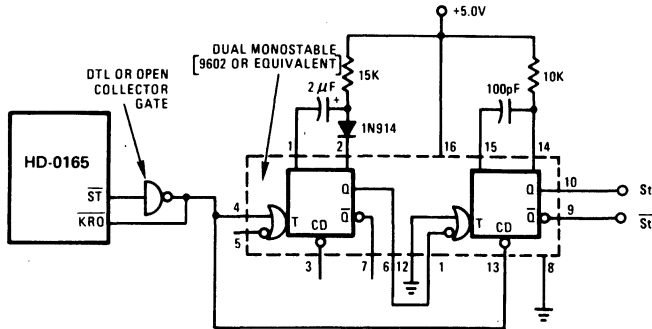 +5.0V
DUAL MONOSTABLE
[9602 OR EQUIVALENT]
DTL OR OPEN
COLLECTOR
GATE
15K
10K
2 μF
+
100pF
1N914
1
2
16
15
14
HD-0165
ST
KRO
4
5
T
CD
Q
Q
3
7
6
12
1
T
CD
Q
Q
13
8
10
St
9
St